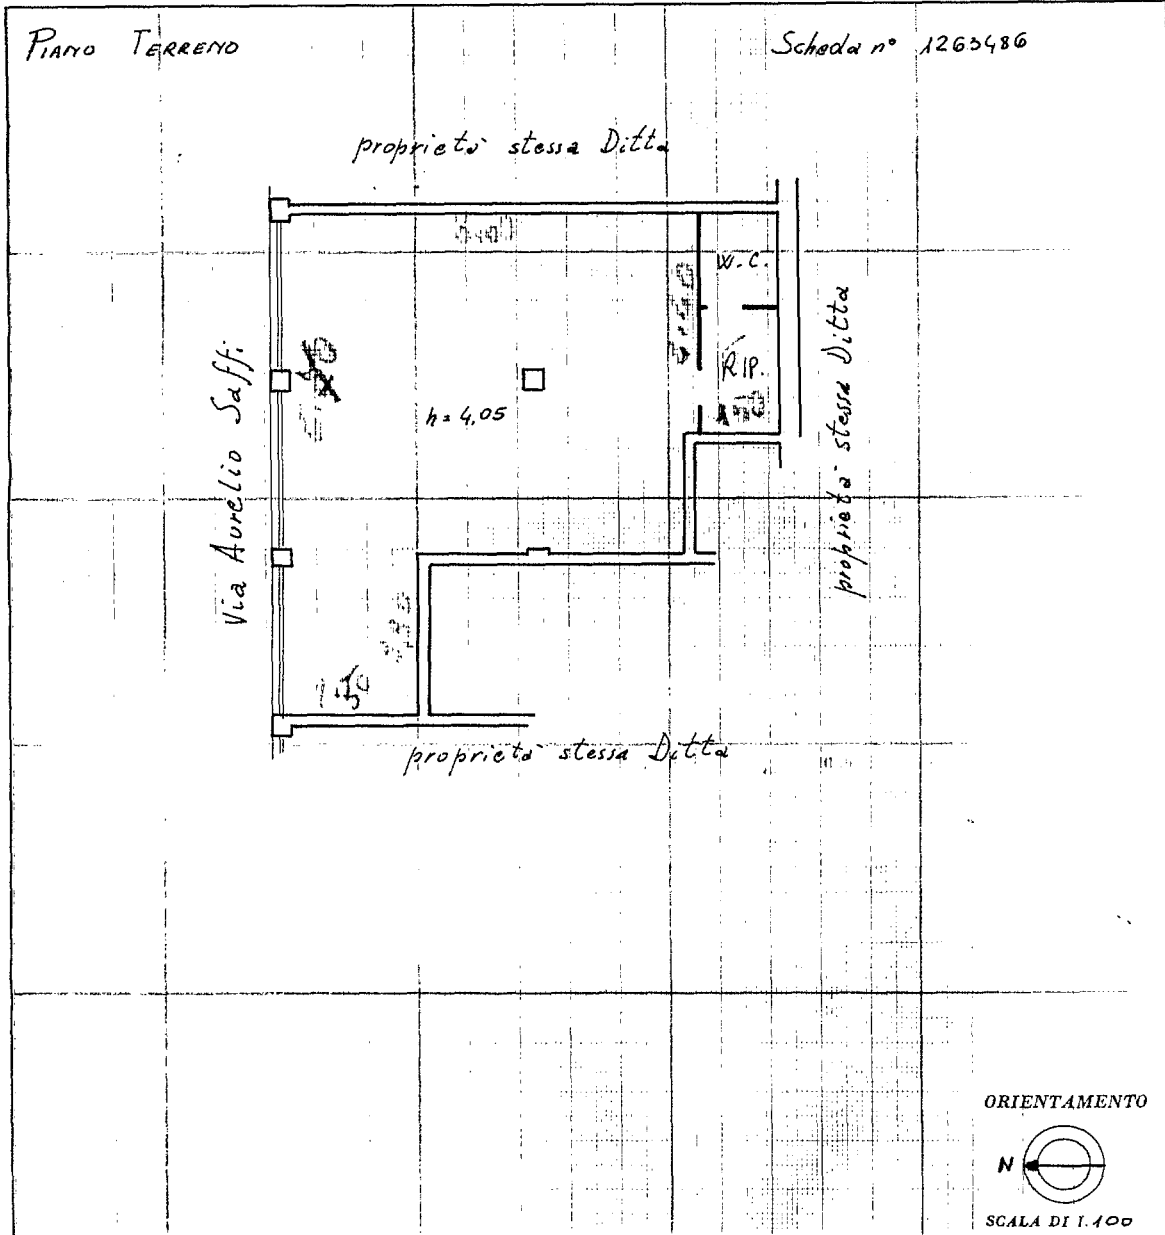 PIANO TERRENO
Scheda n° 1263486
proprietà stessa Ditta
W.C.
RIP.
h = 4,05
Via Aurelio Saffi
proprietà stessa Ditta
proprietà stessa Ditta
ORIENTAMENTO
N
SCALA DI 1.100